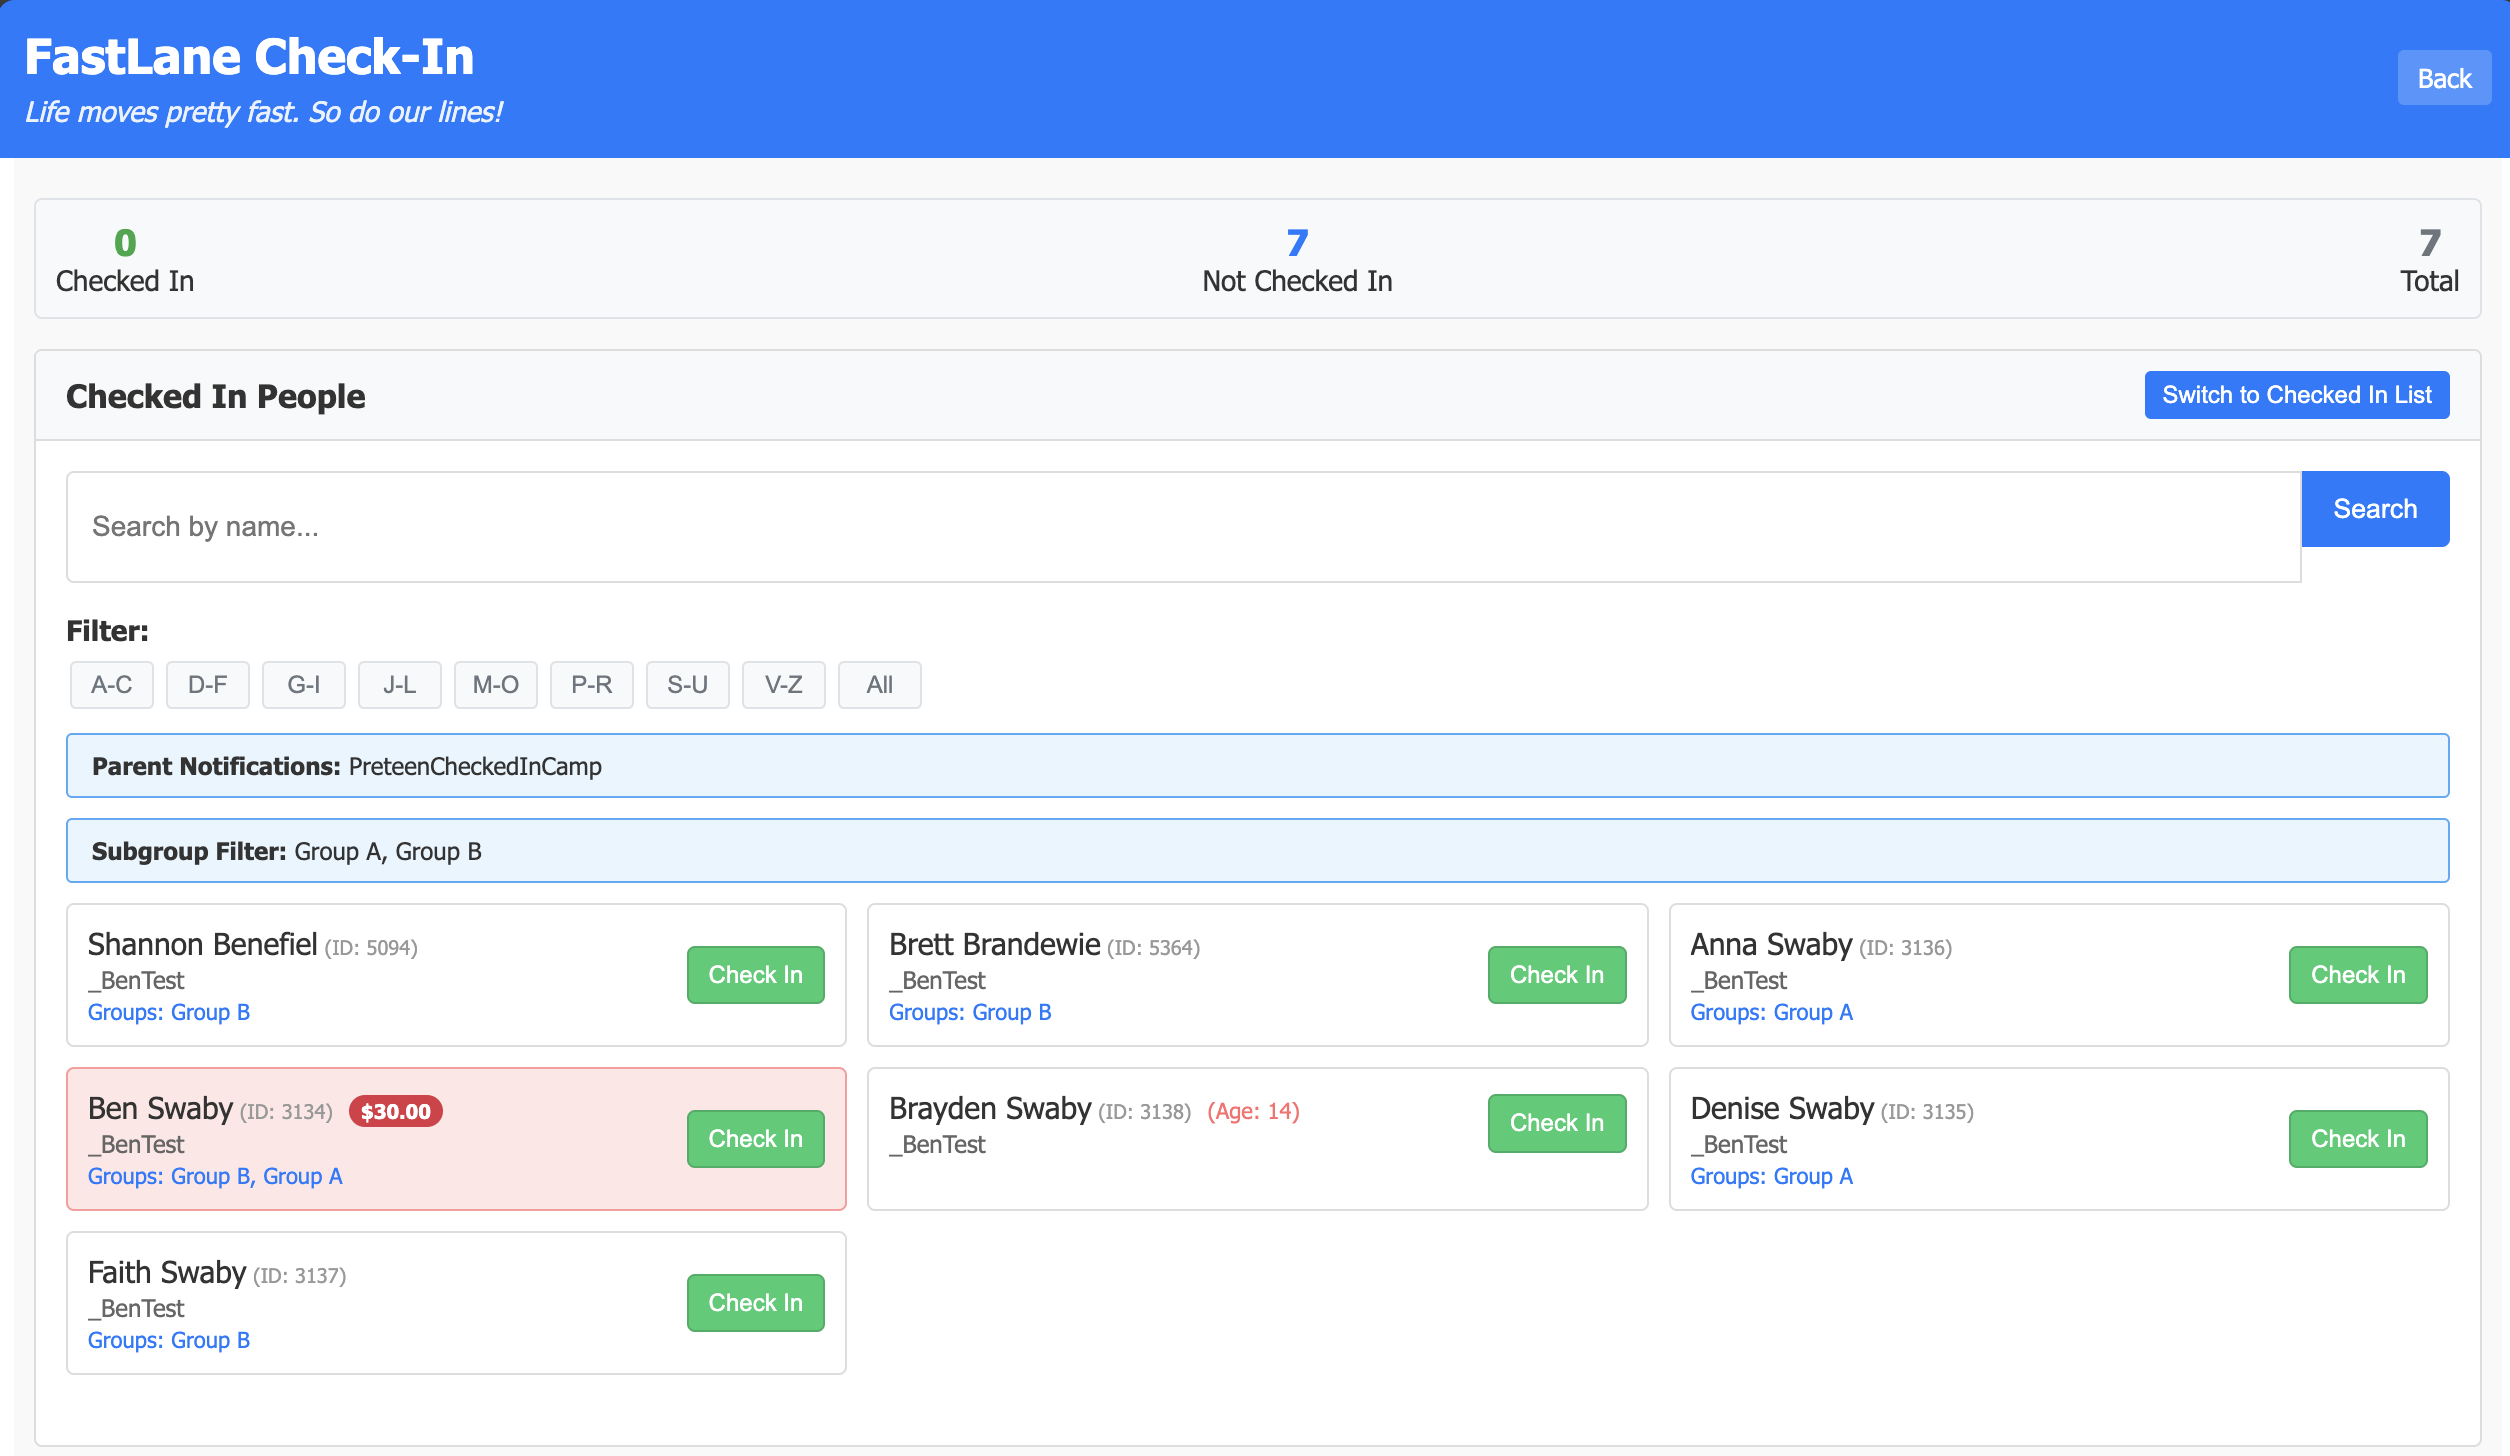 FastLane Check-In
Life moves pretty fast. So do our lines!
Back
0
Checked In
7
Not Checked In
7
Total
Checked In People
Switch to Checked In List
Search by name...
Search
Filter:
A-C
D-F
G-I
J-L
M-O
P-R
S-U
V-Z
All
Parent Notifications: PreteenCheckedInCamp
Subgroup Filter: Group A, Group B
Shannon Benefiel (ID: 5094)
_BenTest
Groups: Group B
Check In
Brett Brandewie (ID: 5364)
_BenTest
Groups: Group B
Check In
Anna Swaby (ID: 3136)
_BenTest
Groups: Group A
Check In
Ben Swaby (ID: 3134) $30.00
_BenTest
Groups: Group B, Group A
Check In
Brayden Swaby (ID: 3138) (Age: 14)
_BenTest
Check In
Denise Swaby (ID: 3135)
_BenTest
Groups: Group A
Check In
Faith Swaby (ID: 3137)
_BenTest
Groups: Group B
Check In